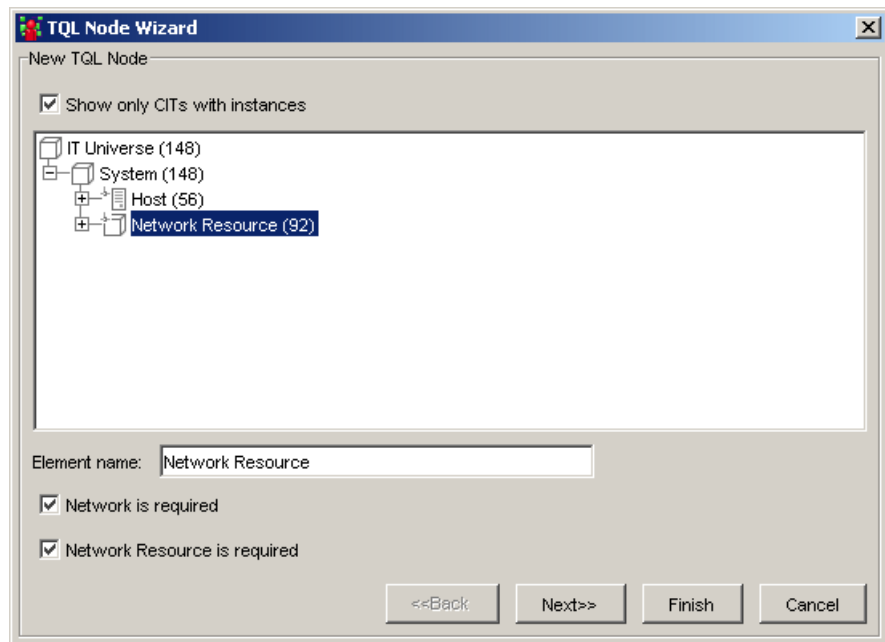 TQL Node Wizard
New TQL Node
Show only CITs with instances
IT Universe (148)
System (148)
Host (56)
Network Resource (92)
Element name: Network Resource
Network is required
Network Resource is required
<<Back Next>> Finish Cancel